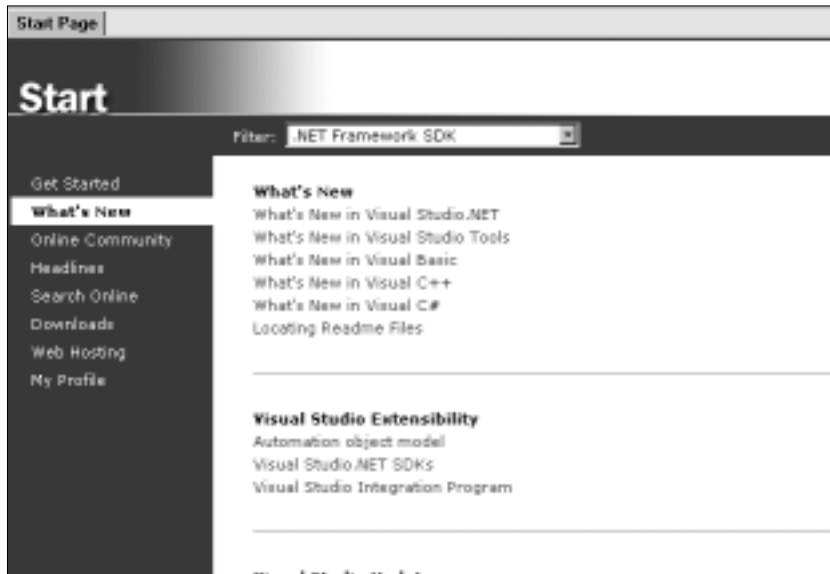 Start Page
Start
Filter: .NET Framework SDK
Get Started
What's New
Online Community
Headlines
Search Online
Downloads
Web Hosting
My Profile
What's New
What's New in Visual Studio.NET
What's New in Visual Studio Tools
What's New in Visual Basic
What's New in Visual C++
What's New in Visual C#
Locating Readme Files
Visual Studio Extensibility
Automation object model
Visual Studio.NET SDKs
Visual Studio Integration Program